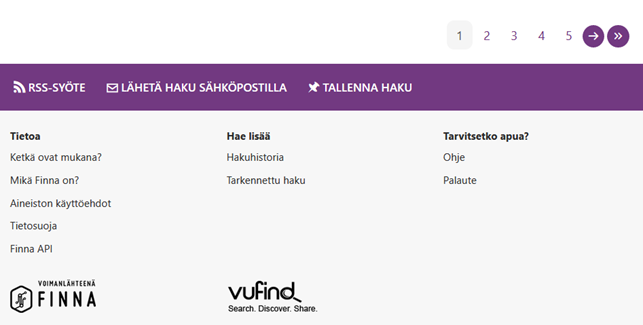 1 2 3 4 5
RSS-SYÖTE LÄHETÄ HAKU SÄHKÖPOSTILLA TALLENNA HAKU
Tietoa
Ketkä ovat mukana?
Mikä Finna on?
Aineiston käyttöehdot
Tietosuoja
Finna API
Hae lisää
Hakuhistoria
Tarkennettu haku
Tarvitsetko apua?
Ohje
Palaute
VOIMANLÄHTEENÄ
FINNA
vufind
Search. Discover. Share.